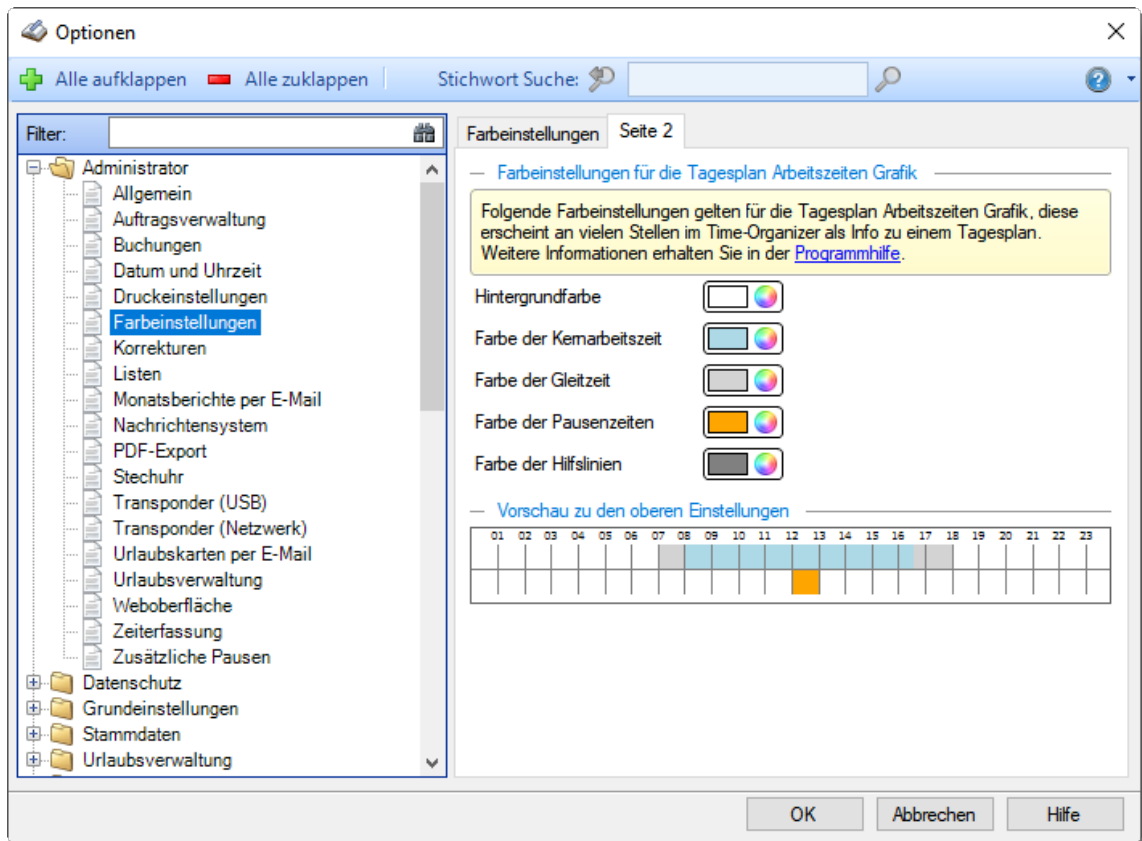 Optionen
Alle aufklappen Alle zuklappen Stichwort Suche:
Filter:
Administrator
Allgemein
Auftragsverwaltung
Buchungen
Datum und Uhrzeit
Druckeinstellungen
Farbeinstellungen
Korrekturen
Listen
Monatsberichte per E-Mail
Nachrichtensystem
PDF-Export
Stechuhr
Transponder (USB)
Transponder (Netzwerk)
Urlaubskarten per E-Mail
Urlaubsverwaltung
Weboberfläche
Zeiterfassung
Zusätzliche Pausen
Datenschutz
Grundeinstellungen
Stammdaten
Urlaubsverwaltung
Farbeinstellungen Seite 2
Farbeinstellungen für die Tagesplan Arbeitszeiten Grafik
Folgende Farbeinstellungen gelten für die Tagesplan Arbeitszeiten Grafik, diese
erscheint an vielen Stellen im Time-Organizer als Info zu einem Tagesplan.
Weitere Informationen erhalten Sie in der Programmhilfe.
Hintergrundfarbe
Farbe der Kernarbeitszeit
Farbe der Gleitzeit
Farbe der Pausenzeiten
Farbe der Hilfslinien
Vorschau zu den oberen Einstellungen
01 02 03 04 05 06 07 08 09 10 11 12 13 14 15 16 17 18 19 20 21 22 23
OK Abbrechen Hilfe